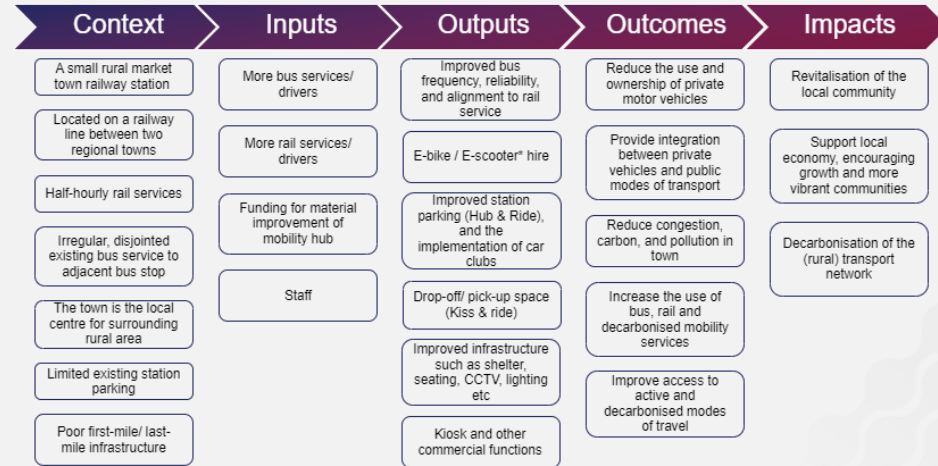 Context
Inputs
Outputs
Outcomes
Impacts
A small rural market
town railway station
Located on a railway
line between two
regional towns
Half-hourly rail services
Irregular, disjointed
existing bus service to
adjacent bus stop
The town is the local
centre for surrounding
rural area
Limited existing station
parking
Poor first-mile/ last-
mile infrastructure
More bus services/
drivers
More rail services/
drivers
Funding for material
improvement of
mobility hub
Staff
Improved bus
frequency, reliability,
and alignment to rail
service
E-bike / E-scooter* hire
Improved station
parking (Hub & Ride),
and the
implementation of car
clubs
Drop-off/ pick-up space
(Kiss & ride)
Improved infrastructure
such as shelter,
seating, CCTV, lighting
etc
Kiosk and other
commercial functions
Reduce the use and
ownership of private
motor vehicles
Provide integration
between private
vehicles and public
modes of transport
Reduce congestion,
carbon, and pollution in
town
Increase the use of
bus, rail and
decarbonised mobility
services
Improve access to
active and
decarbonised modes
of travel
Revitalisation of the
local community
Support local
economy, encouraging
growth and more
vibrant communities
Decarbonisation of the
(rural) transport
network